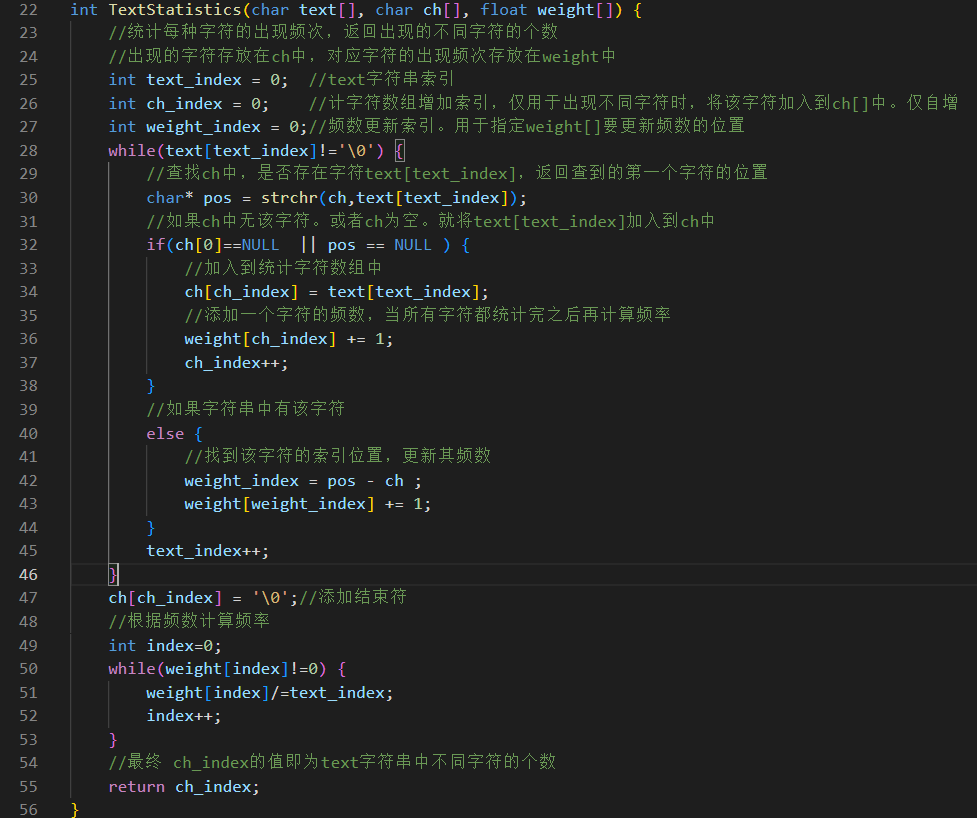 22 int TextStatistics(char text[], char ch[], float weight[]) {
23 //统计每种字符的出现频次，返回出现的不同字符的个数
24 //出现的字符存放在ch中，对应字符的出现频次存放在weight中
25 int text_index = 0;  //text字符串索引
26 int ch_index = 0;    //计字符数组增加索引，仅用于出现不同字符时，将该字符加入到ch[]中。仅自增
27 int weight_index = 0;//频数更新索引。用于指定weight[]要更新频数的位置
28 while(text[text_index]!='\0') {
29 //查找ch中，是否存在字符text[text_index]，返回查到的第一个字符的位置
30 char* pos = strchr(ch,text[text_index]);
31 //如果ch中无该字符。或者ch为空。就将text[text_index]加入到ch中
32 if(ch[0]==NULL  || pos == NULL ) {
33 //加入到统计字符数组中
34 ch[ch_index] = text[text_index];
35 //添加一个字符的频数，当所有字符都统计完之后再计算频率
36 weight[ch_index] += 1;
37 ch_index++;
38 }
39 //如果字符串中有该字符
40 else {
41 //找到该字符的索引位置，更新其频数
42 weight_index = pos - ch ;
43 weight[weight_index] += 1;
44 }
45 text_index++;
46 }
47 ch[ch_index] = '\0';//添加结束符
48 //根据频数计算频率
49 int index=0;
50 while(weight[index]!=0) {
51 weight[index]/=text_index;
52 index++;
53 }
54 //最终 ch_index的值即为text字符串中不同字符的个数
55 return ch_index;
56 }